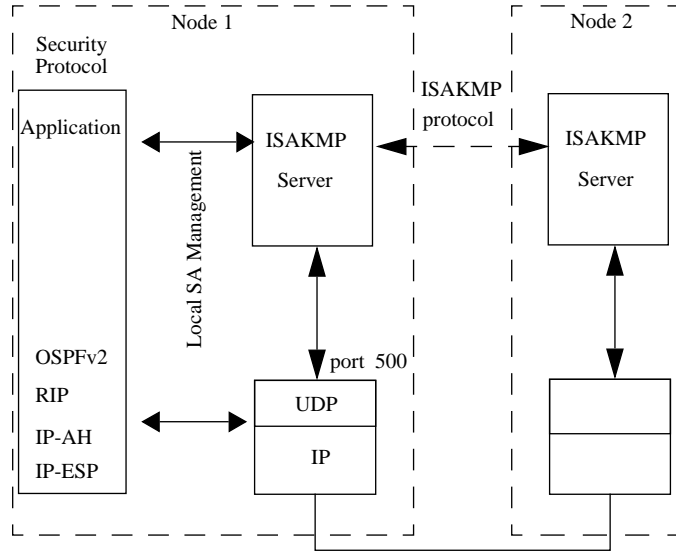 Node 1
Node 2
Security
Protocol
Application
ISAKMP
Server
ISAKMP
protocol
ISAKMP
Server
Local SA Management
OSPFv2
RIP
IP-AH
IP-ESP
port 500
UDP
IP